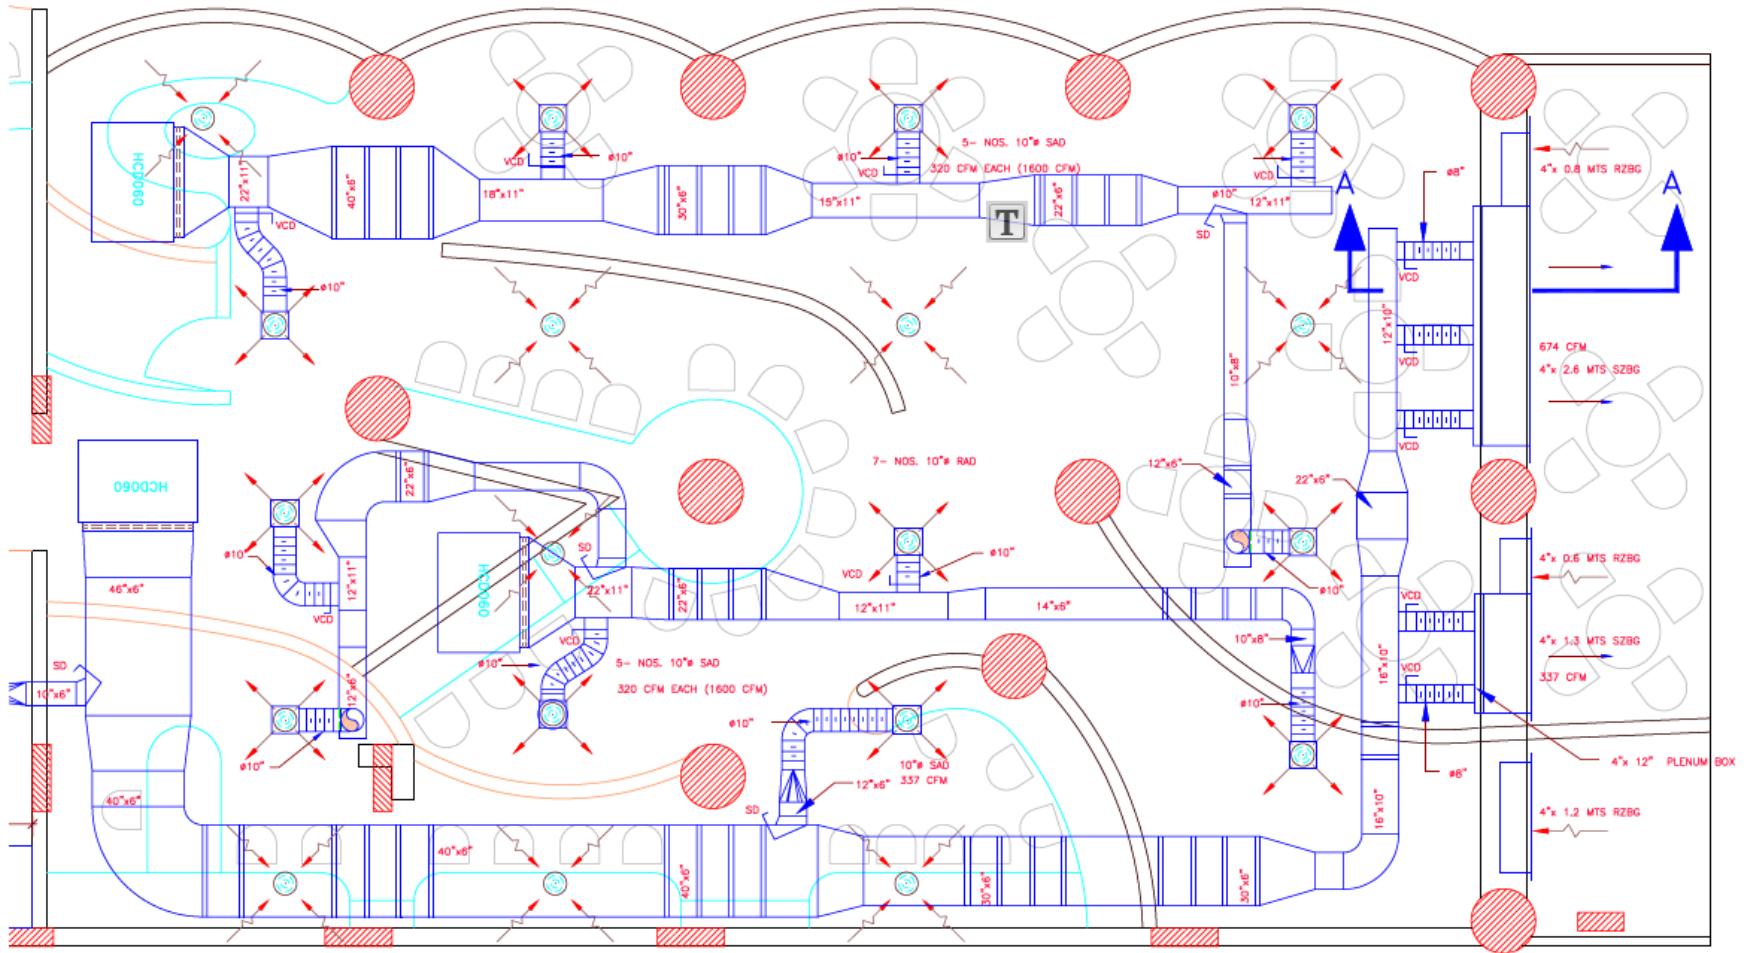 HCD060
22"x11"
VCD
ø10"
40"x6"
18"x11"
VCD
ø10"
30"x6"
15"x11"
ø10"
VCD
5- NOS. 10"ø SAD
320 CFM EACH (1600 CFM)
22"x6"
T
ø10"
12"x11"
VCD
SD
A
A
ø8"
4"x 0.8 MTS RZBG
VCD
12"x10"
VCD
VCD
674 CFM
4"x 2.6 MTS SZBG
10"x8"
12"x6"
22"x6"
7- NOS. 10"ø RAD
HCD060
46"x6"
SD
10"x6"
40"x6"
22"x6"
ø10"
12"x11"
VCD
12"x6"
ø10"
HCD060
SD
22"x11"
VCD
ø10"
22"x6"
5- NOS. 10"ø SAD
320 CFM EACH (1600 CFM)
VCD
ø10"
12"x11"
14"x6"
10"x8"
ø10"
ø10"
ø10"
10"ø SAD
337 CFM
12"x6"
SD
40"x6"
40"x6"
30"x6"
30"x6"
16"x10"
16"x10"
VCD
VCD
ø8"
4"x 0.6 MTS RZBG
4"x 1.3 MTS SZBG
337 CFM
4"x 12" PLENUM BOX
4"x 1.2 MTS RZBG